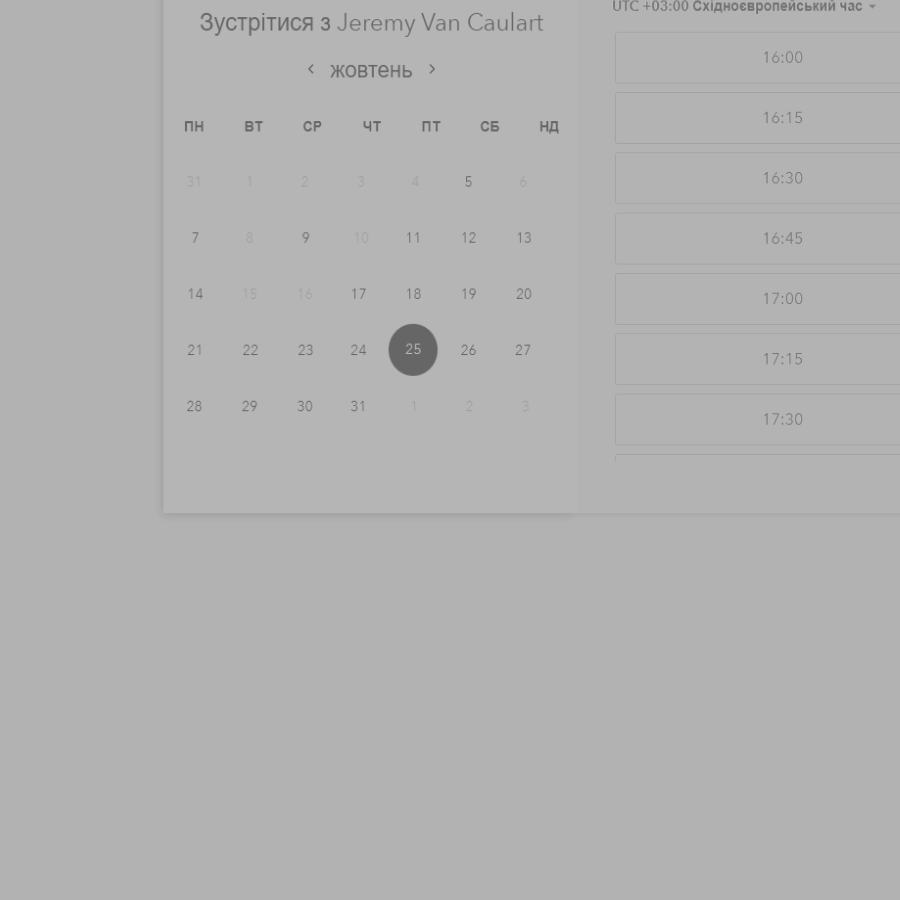 Зустрітися з Jeremy Van Caulart
жовтень
ПН ВТ СР ЧТ ПТ СБ НД
31 1 2 3 4 5 6
7 8 9 10 11 12 13
14 15 16 17 18 19 20
21 22 23 24 25 26 27
28 29 30 31 1 2 3
UTC +03:00 Східноєвропейський час
16:00
16:15
16:30
16:45
17:00
17:15
17:30